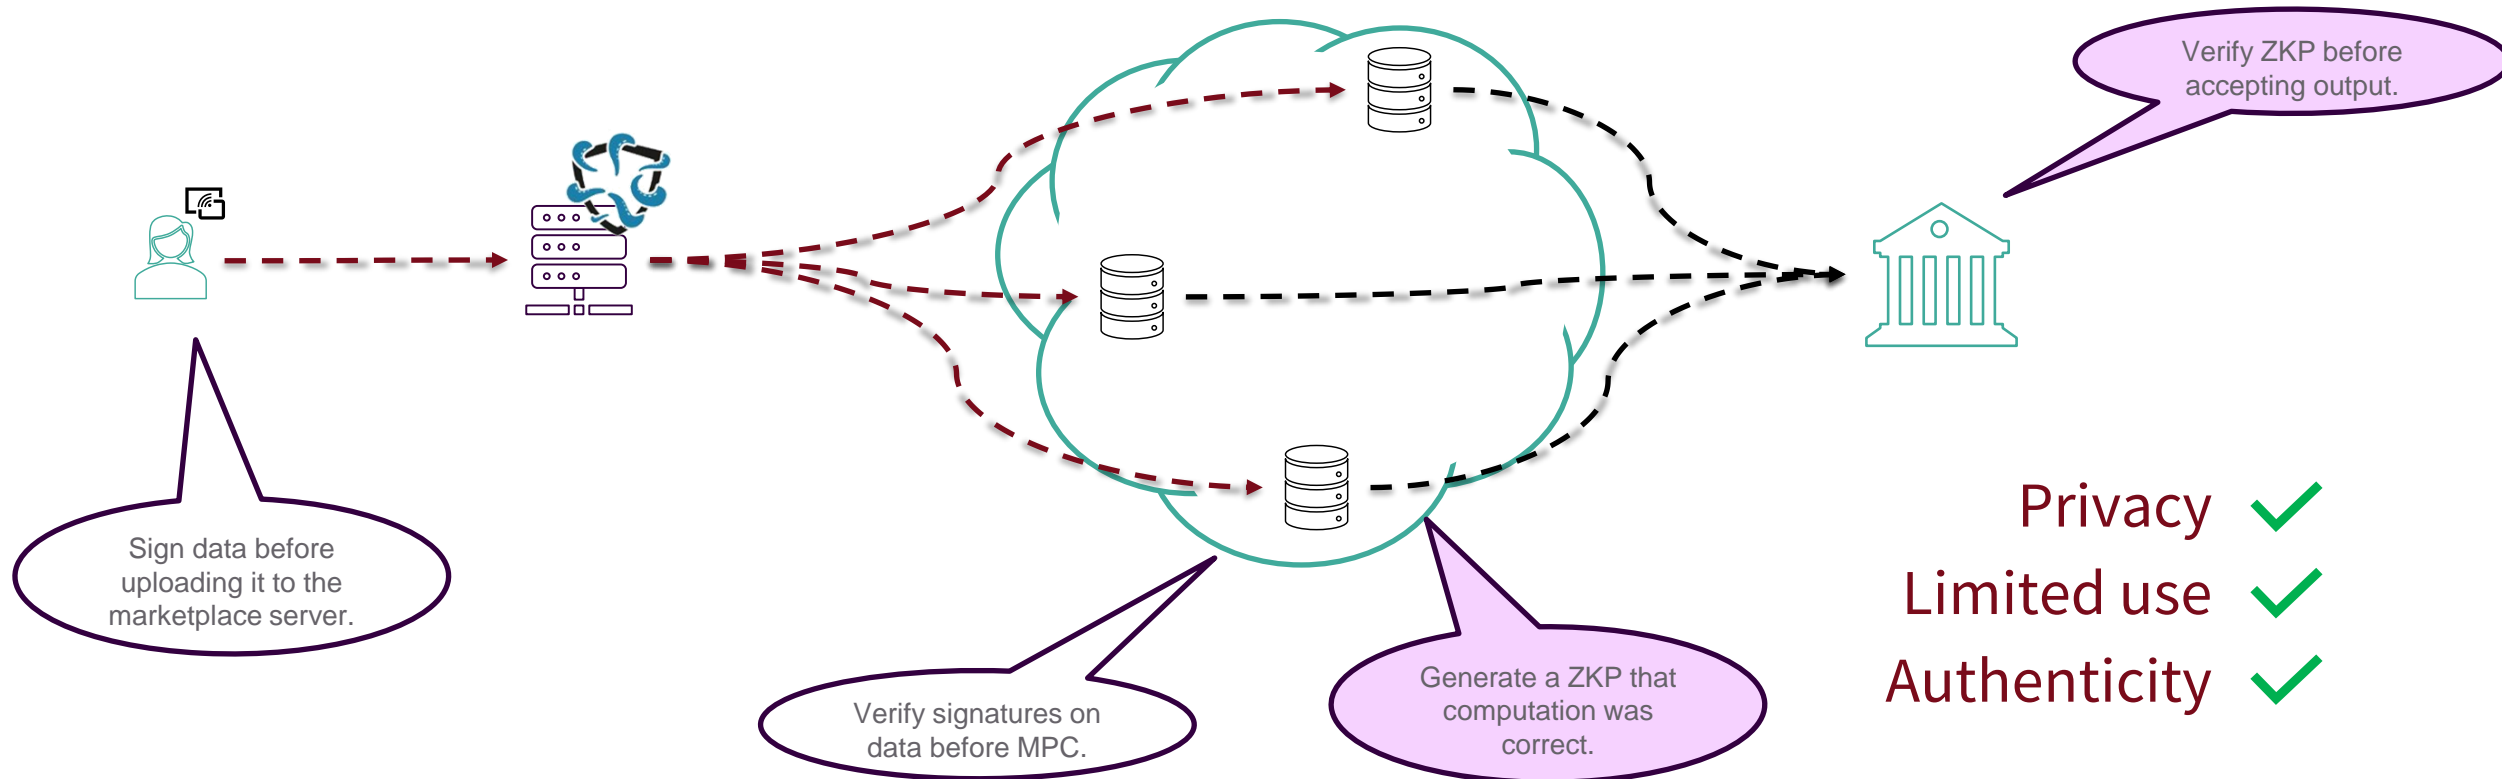 Verify ZKP before
accepting output.
Sign data before
uploading it to the
marketplace server.
Verify signatures on
data before MPC.
Generate a ZKP that
computation was
correct.
Privacy
Limited use
Authenticity